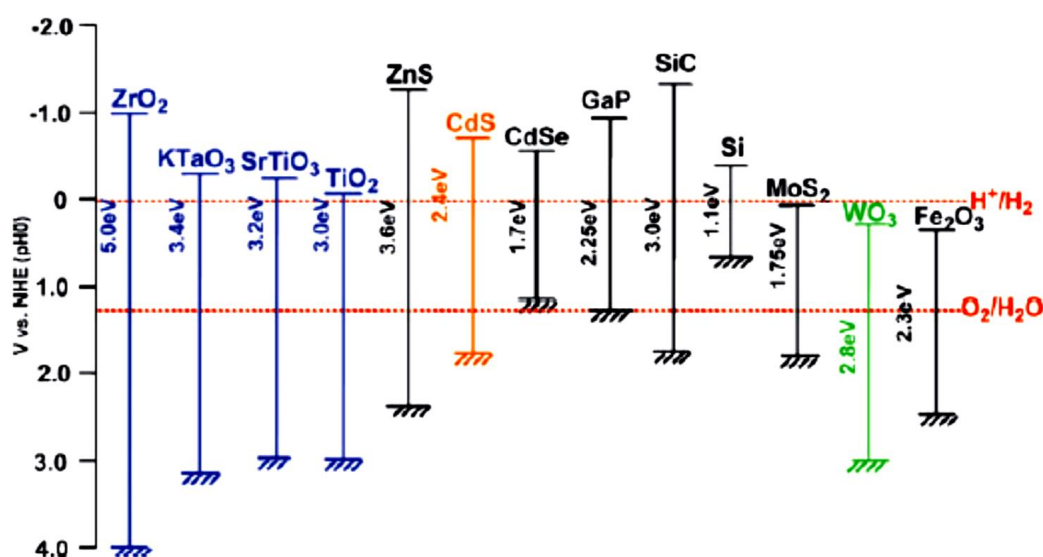 -2.0
-1.0
0
1.0
2.0
3.0
4.0
V vs. NHE (pH0)
ZrO₂
5.0eV
KTaO₃
3.4eV
SrTiO₃
3.2eV
TiO₂
3.0eV
ZnS
3.6eV
CdS
2.4eV
CdSe
1.7eV
GaP
2.25eV
SiC
3.0eV
Si
1.1eV
MoS₂
1.75eV
WO₃
2.8eV
Fe₂O₃
2.3eV
H⁺/H₂
O₂/H₂O